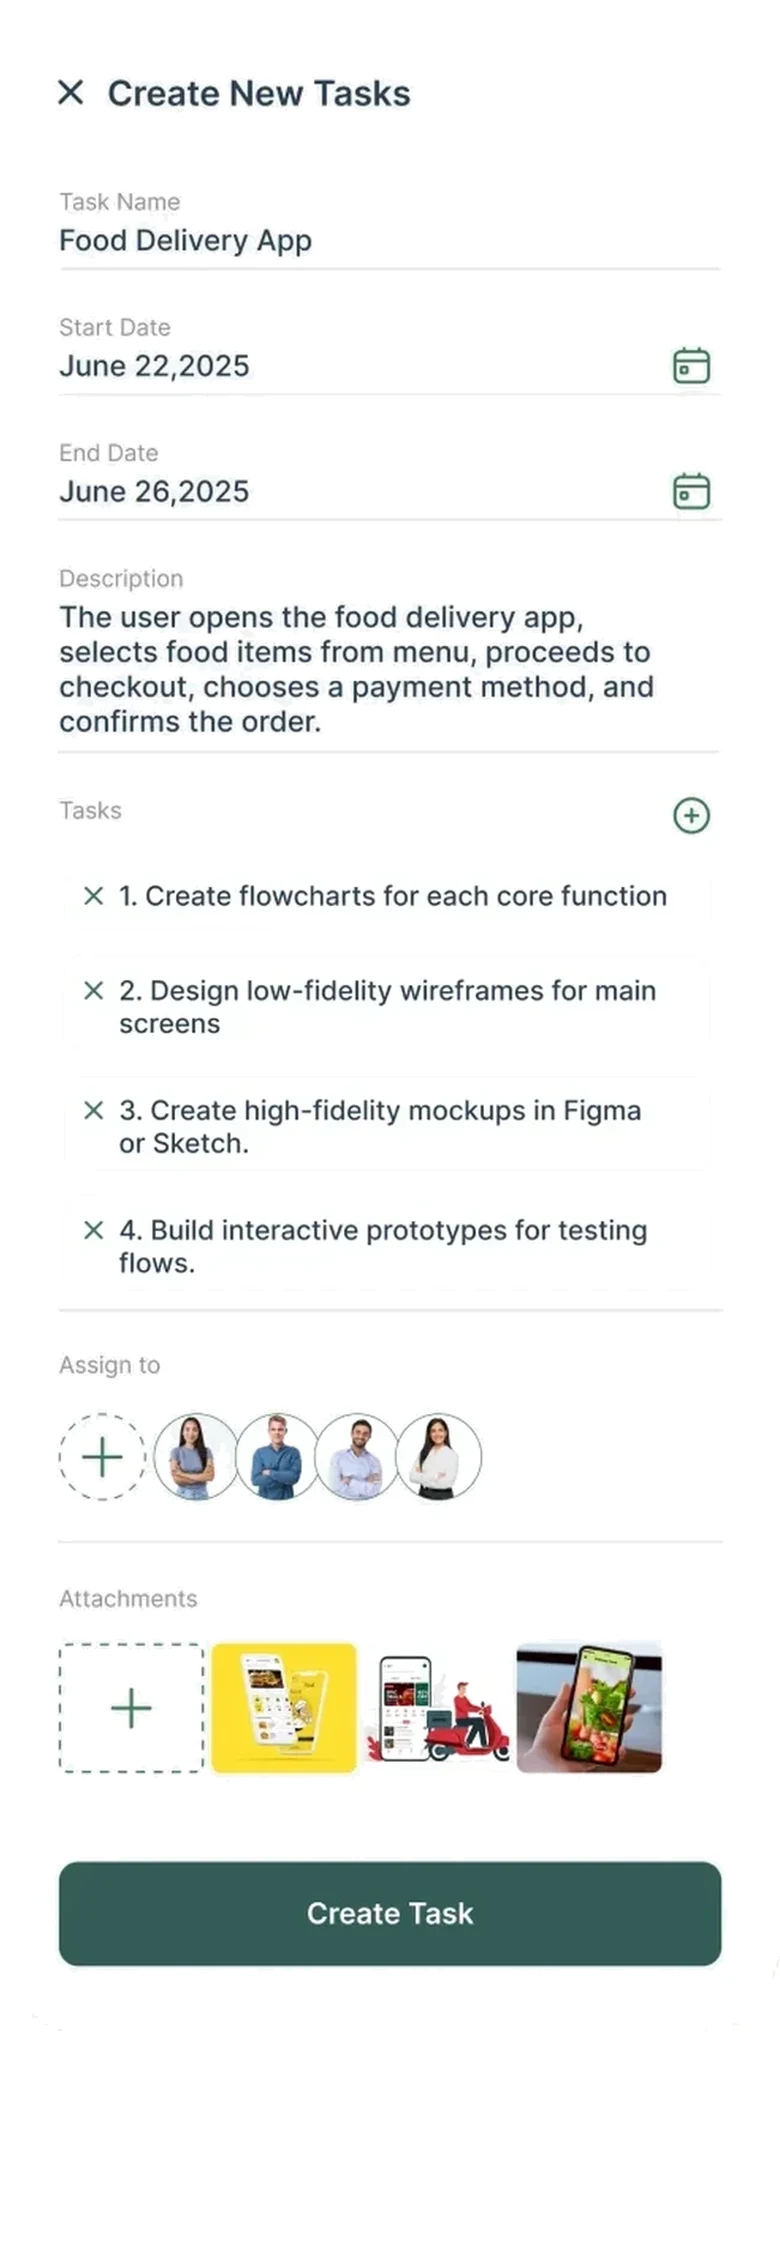 Create New Tasks
Task Name
Food Delivery App
Start Date
June 22,2025
End Date
June 26,2025
Description
The user opens the food delivery app,
selects food items from menu, proceeds to
checkout, chooses a payment method, and
confirms the order.
Tasks
1. Create flowcharts for each core function
2. Design low-fidelity wireframes for main
screens
3. Create high-fidelity mockups in Figma
or Sketch.
4. Build interactive prototypes for testing
flows.
Assign to
Attachments
Create Task